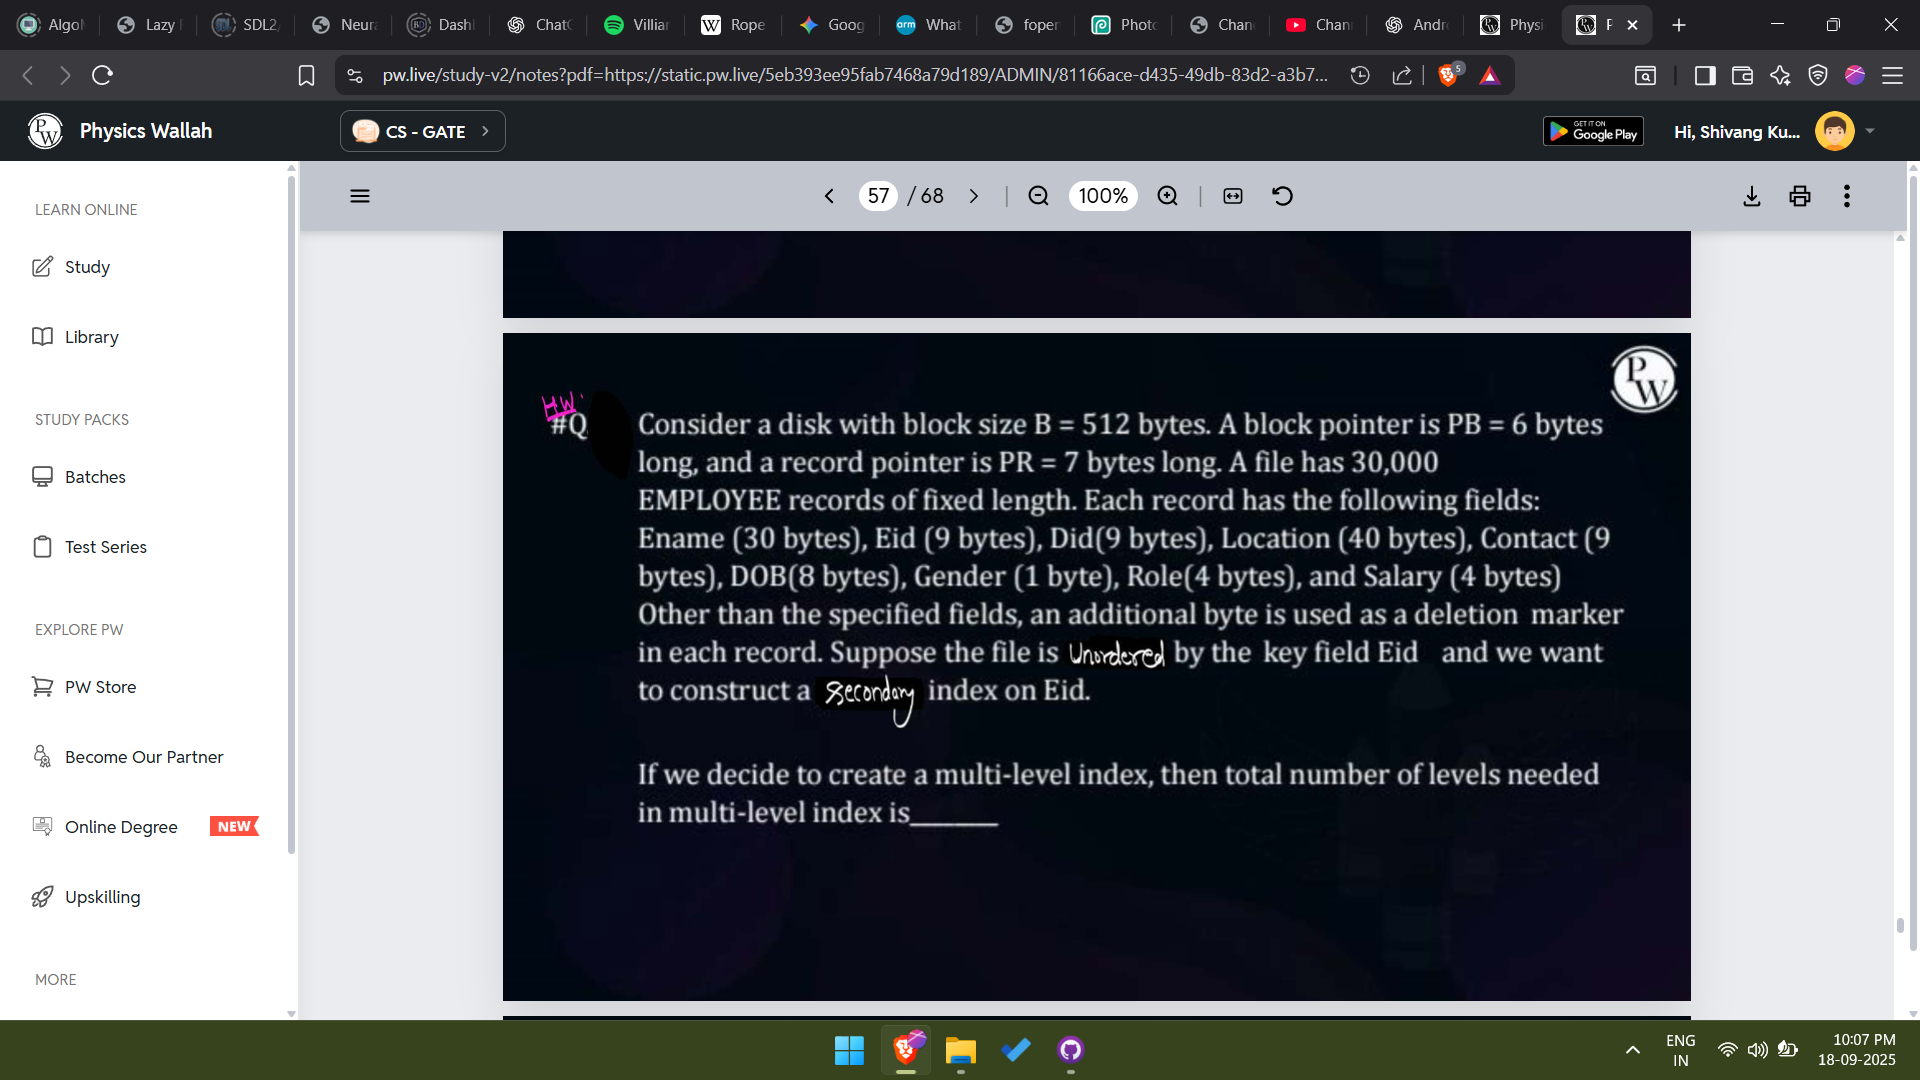 Algo
Lazy
SDL2
Neura
Dash
Chat
Villian
Rope
Goog
What
foper
Photo
Chan
Chan
Andr
Physi
pw.live/study-v2/notes?pdf=https://static.pw.live/5eb393ee95fab7468a79d189/ADMIN/81166ace-d435-49db-83d2-a3b7...
5
PW
Physics Wallah
CS - GATE
GET IT ON
Google Play
Hi, Shivang Ku...
57 / 68
100%
LEARN ONLINE
Study
Library
STUDY PACKS
Batches
Test Series
EXPLORE PW
PW Store
Become Our Partner
Online Degree NEW
Upskilling
MORE
PW
HW
#Q
Consider a disk with block size B = 512 bytes. A block pointer is PB = 6 bytes
long, and a record pointer is PR = 7 bytes long. A file has 30,000
EMPLOYEE records of fixed length. Each record has the following fields:
Ename (30 bytes), Eid (9 bytes), Did(9 bytes), Location (40 bytes), Contact (9
bytes), DOB(8 bytes), Gender (1 byte), Role(4 bytes), and Salary (4 bytes)
Other than the specified fields, an additional byte is used as a deletion marker
in each record. Suppose the file is Unordered by the key field Eid and we want
to construct a Secondary index on Eid.
If we decide to create a multi-level index, then total number of levels needed
in multi-level index is_______
ENG
IN
10:07 PM
18-09-2025